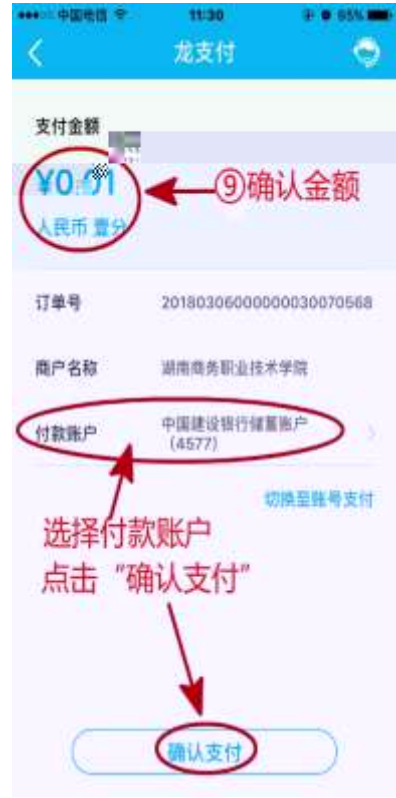 中国电信 11:30 65%
龙支付
支付金额
¥0.01
⑨确认金额
人民币 壹分
订单号 20180306000000030070568
商户名称 湖南商务职业技术学院
付款账户 中国建设银行储蓄账户
(4577)
切换至账号支付
选择付款账户
点击“确认支付”
确认支付